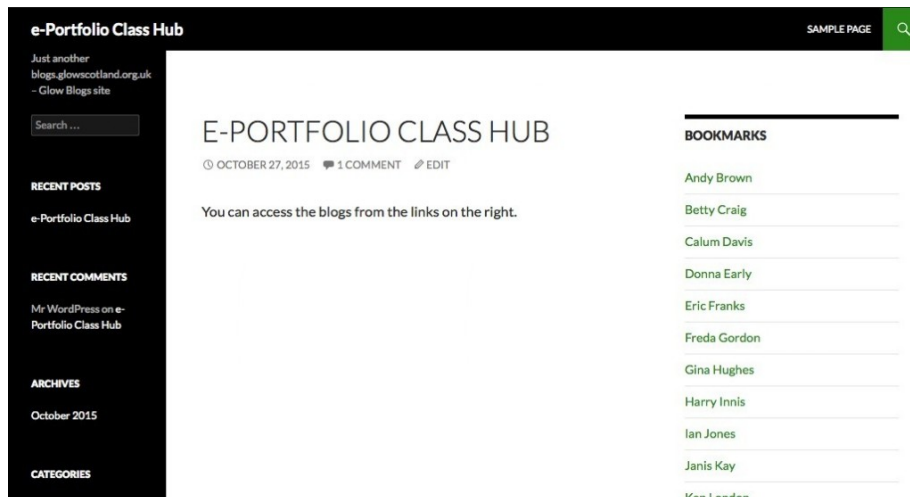 e-Portfolio Class Hub
SAMPLE PAGE
Just another
blogs.glowscotland.org.uk
– Glow Blogs site
Search ...
RECENT POSTS
e-Portfolio Class Hub
RECENT COMMENTS
Mr WordPress on e-
Portfolio Class Hub
ARCHIVES
October 2015
CATEGORIES
E-PORTFOLIO CLASS HUB
OCTOBER 27, 2015 1 COMMENT EDIT
You can access the blogs from the links on the right.
BOOKMARKS
Andy Brown
Betty Craig
Calum Davis
Donna Early
Eric Franks
Freda Gordon
Gina Hughes
Harry Innis
Ian Jones
Janis Kay